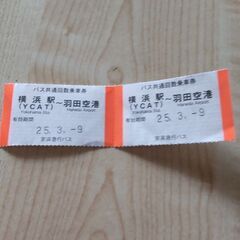 バス共通回数乗車券
横浜駅～羽田空港
(YCAT)
Yokohama Sta. Haneda Airport
有効期間
25.3.-9
京浜急行バス
バス共通回数乗車券
横浜駅～羽田空港
(YCAT)
Yokohama Sta. Haneda Airport
有効期間
25.3.-9
京浜急行バス